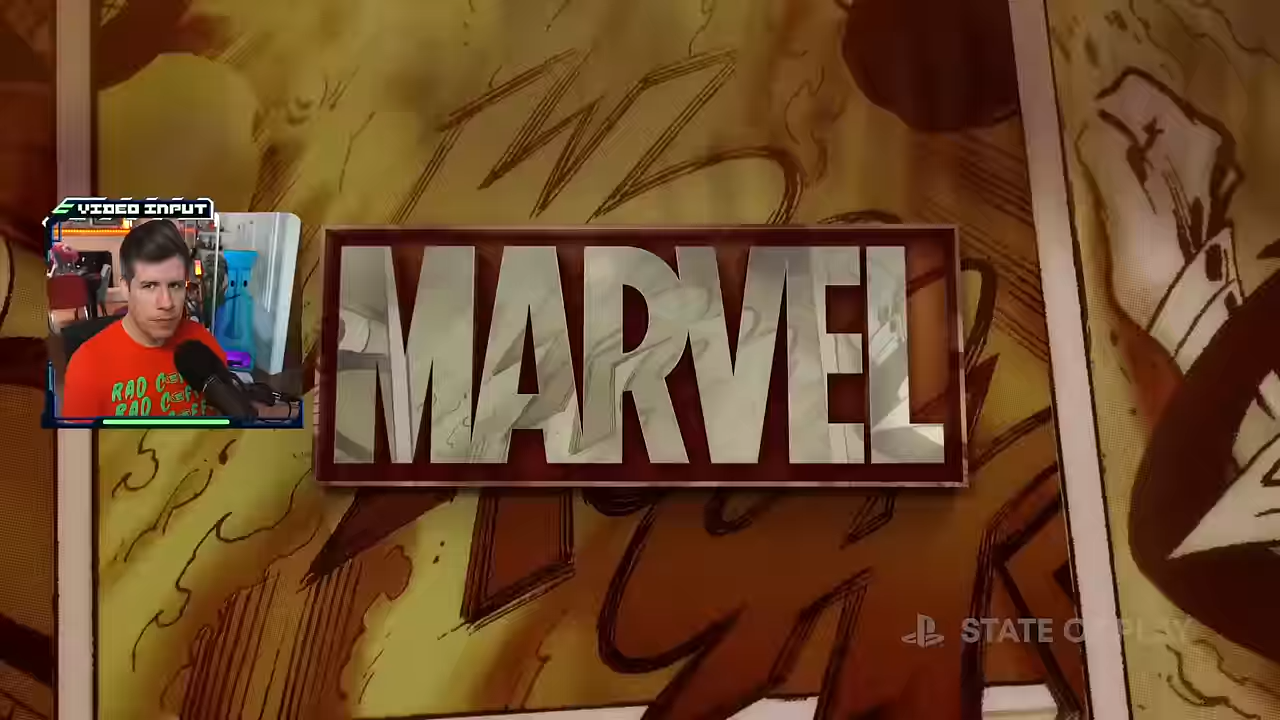 VIDEO INPUT
MARVEL
RAD
RAD
STATE OF PLAY